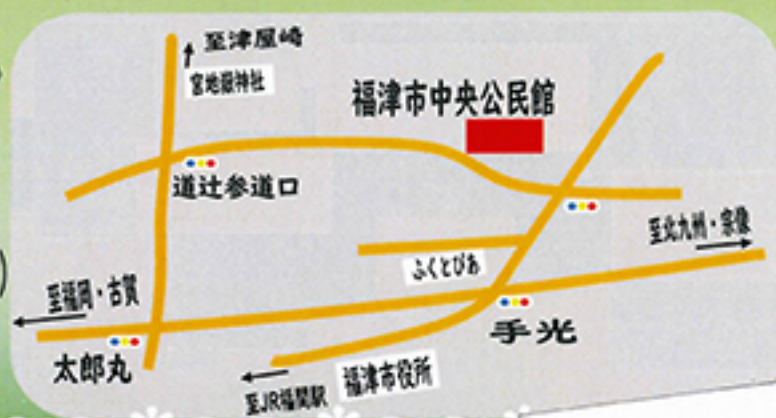 至津屋崎
宮地嶽神社
福津市中央公民館
道辻参道口
至北九州・宗像
ふくとぴあ
至福岡・古賀
手光
太郎丸
福津市役所
至JR福間駅